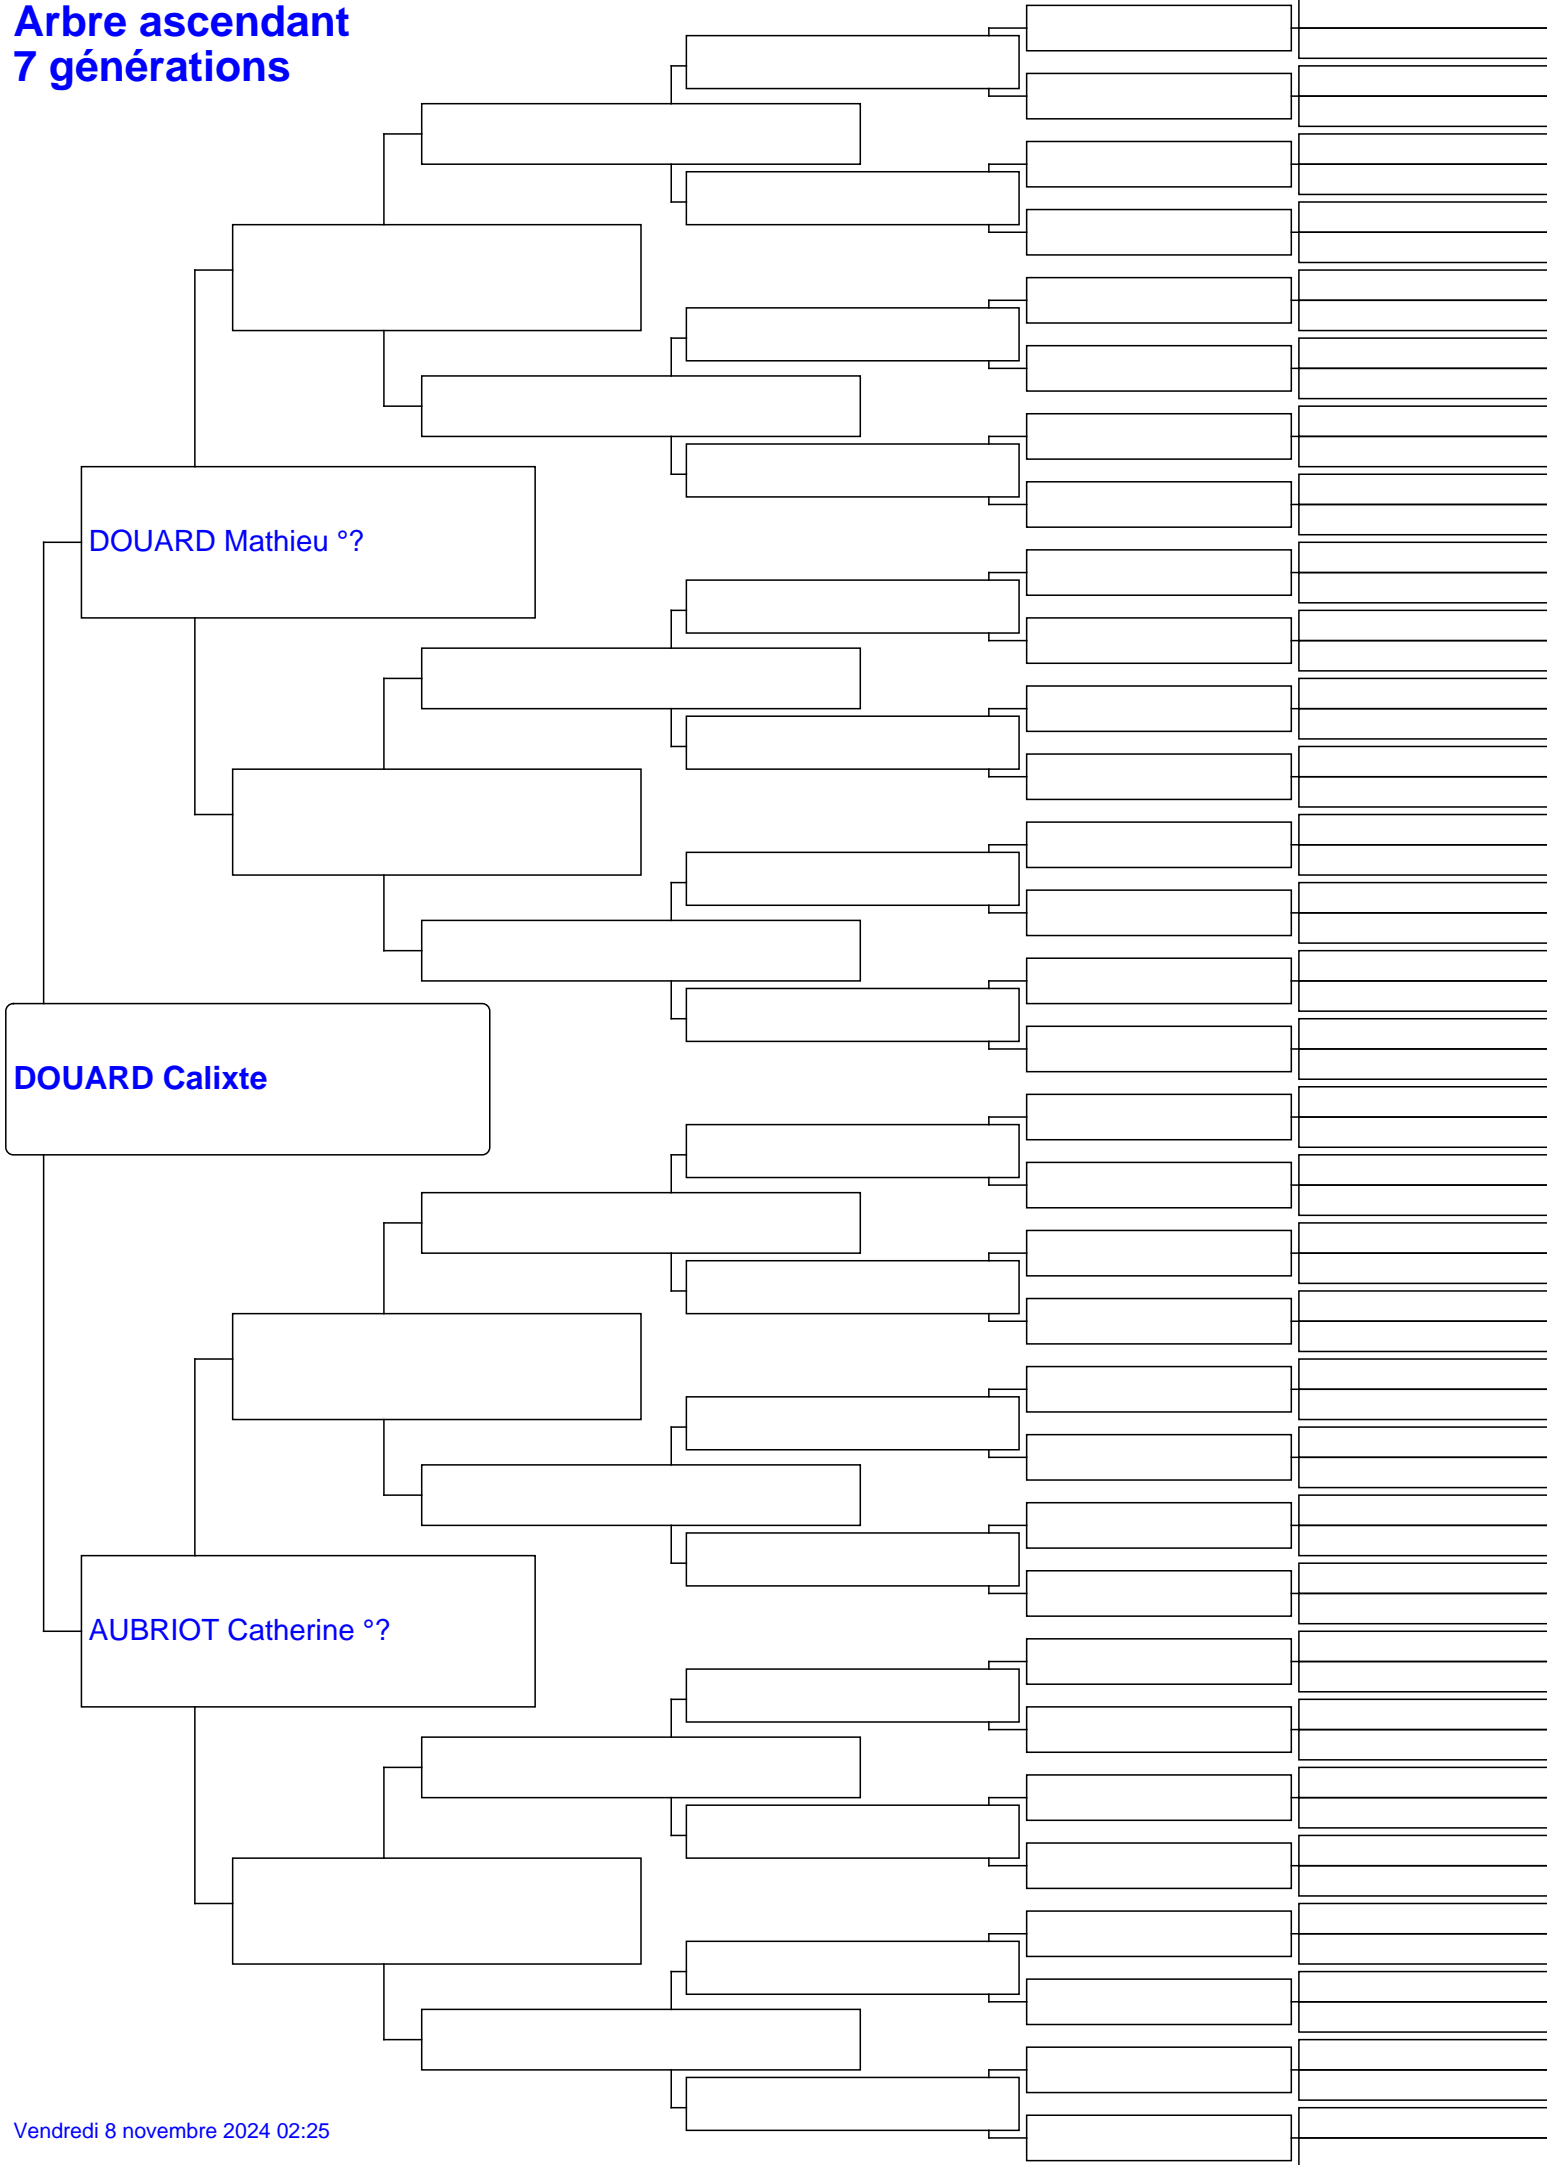 Arbre ascendant
7 générations
DOUARD Mathieu °?
DOUARD Calixte
AUBRIOT Catherine °?
Vendredi 8 novembre 2024 02:25